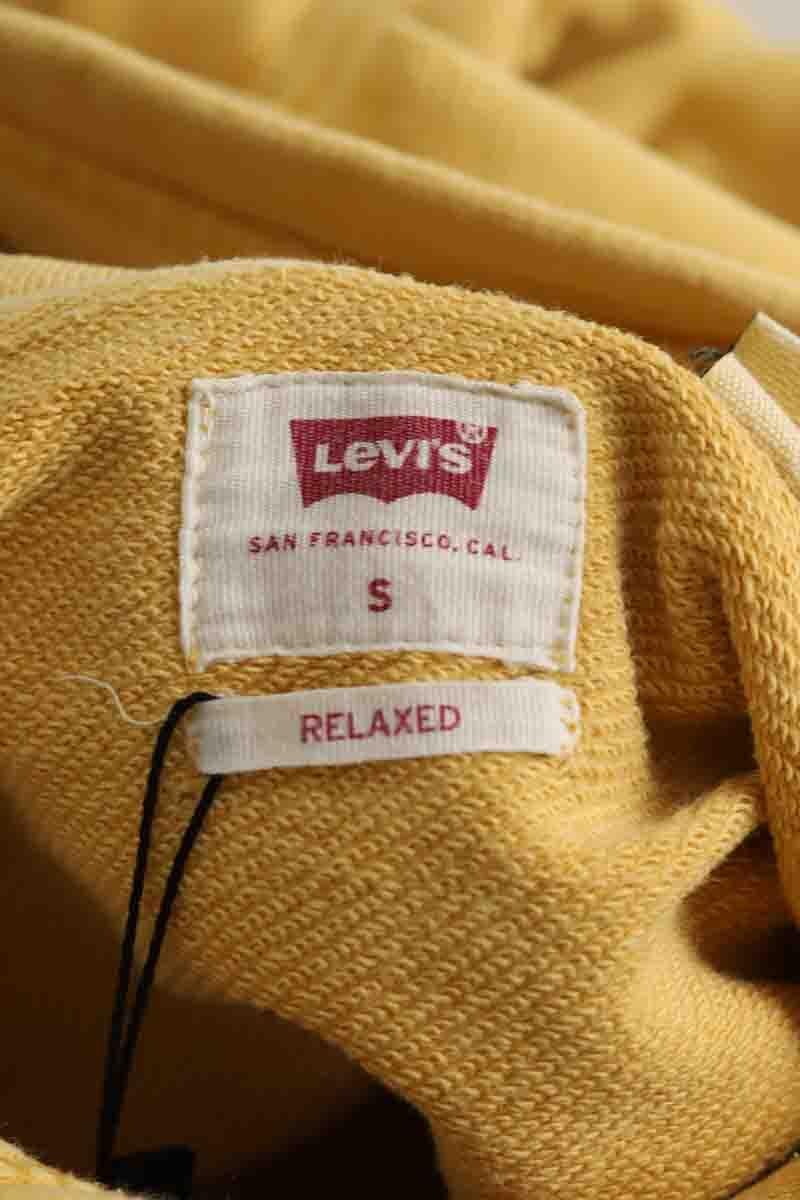 Levi's®
SAN FRANCISCO, CAL.
S
RELAXED